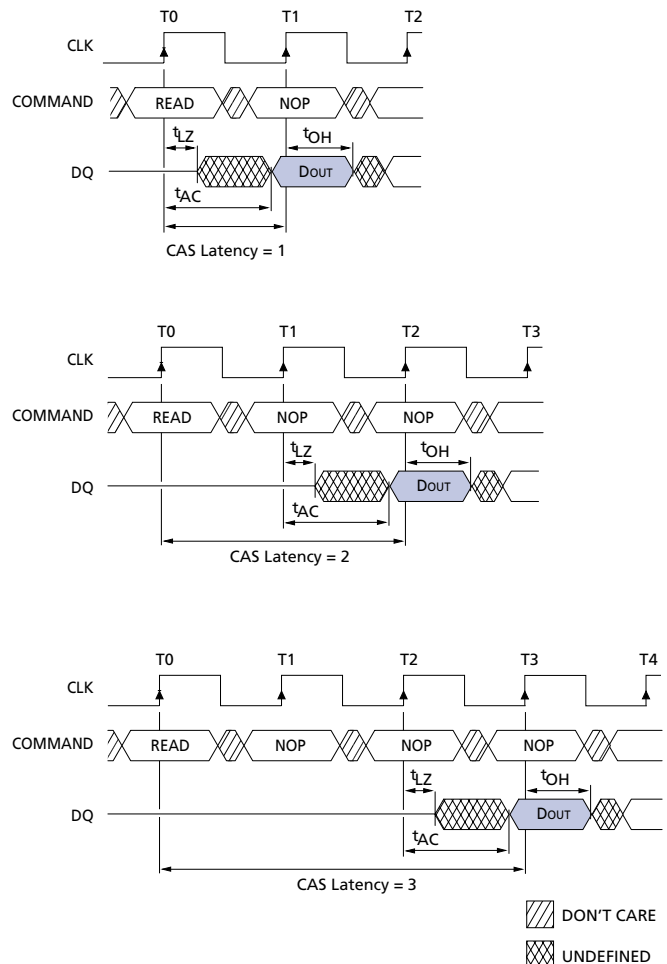 T0 T1 T2
CLK
COMMAND READ NOP
tLZ tOH
DQ DOUT
tAC
CAS Latency = 1
T0 T1 T2 T3
CLK
COMMAND READ NOP NOP
tLZ tOH
DQ DOUT
tAC
CAS Latency = 2
T0 T1 T2 T3 T4
CLK
COMMAND READ NOP NOP NOP
tLZ tOH
DQ DOUT
tAC
CAS Latency = 3
DON'T CARE
UNDEFINED